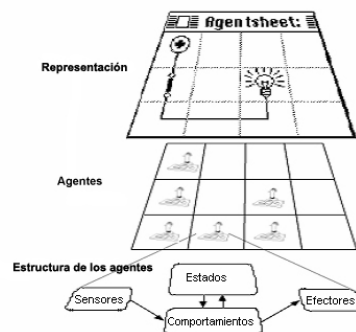 Agentsheet:
Representación
Agentes
Estructura de los agentes
Estados
Sensores
Efectores
Comportamientos